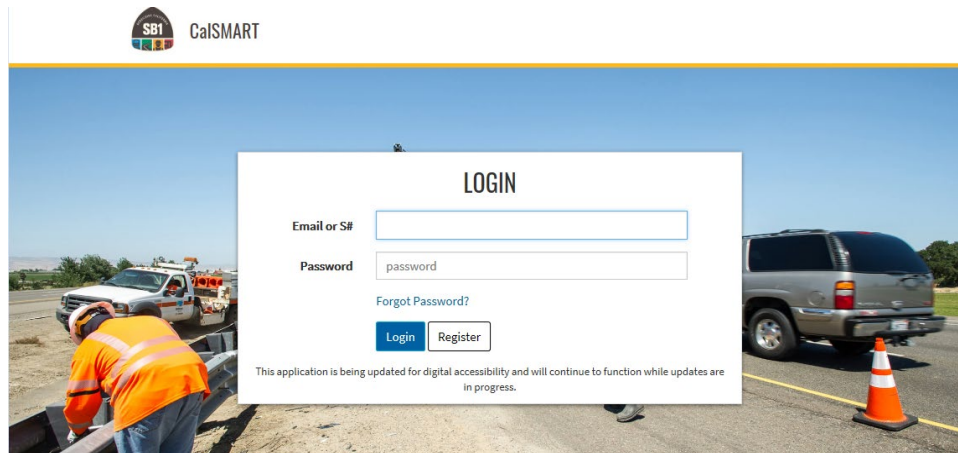 SB1
CalSMART
LOGIN
Email or S#
Password
password
Forgot Password?
Login
Register
This application is being updated for digital accessibility and will continue to function while updates are
in progress.